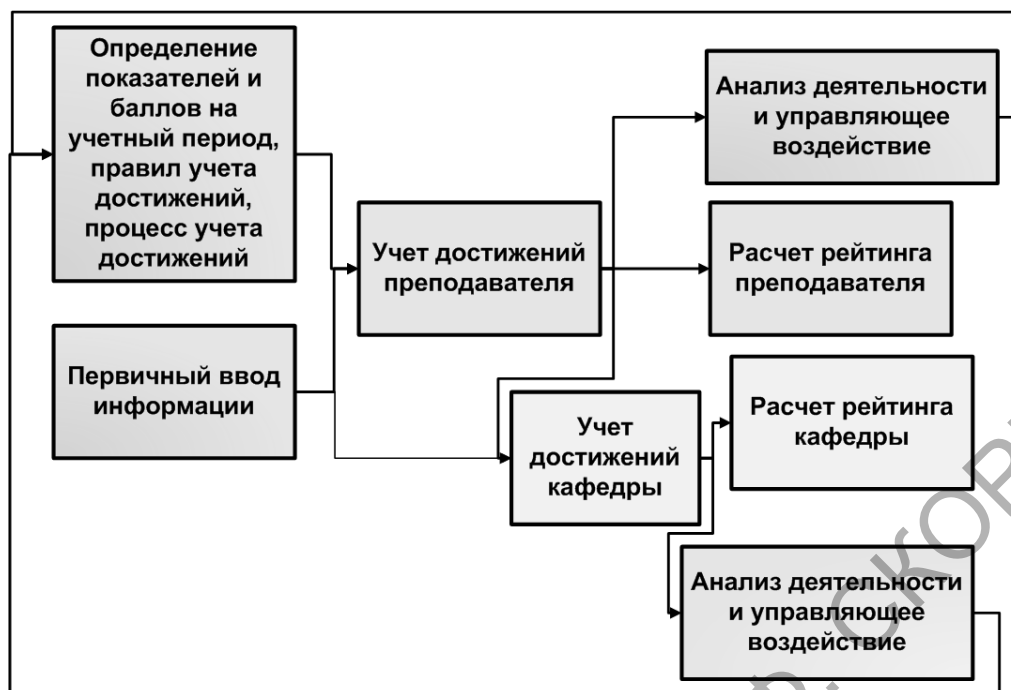 Определение
показателей и
баллов на
учетный период,
правил учета
достижений,
процесс учета
достижений
Первичный ввод
информации
Учет достижений
преподавателя
Учет
достижений
кафедры
Анализ деятельности
и управляющее
воздействие
Расчет рейтинга
преподавателя
Расчет рейтинга
кафедры
Анализ деятельности
и управляющее
воздействие